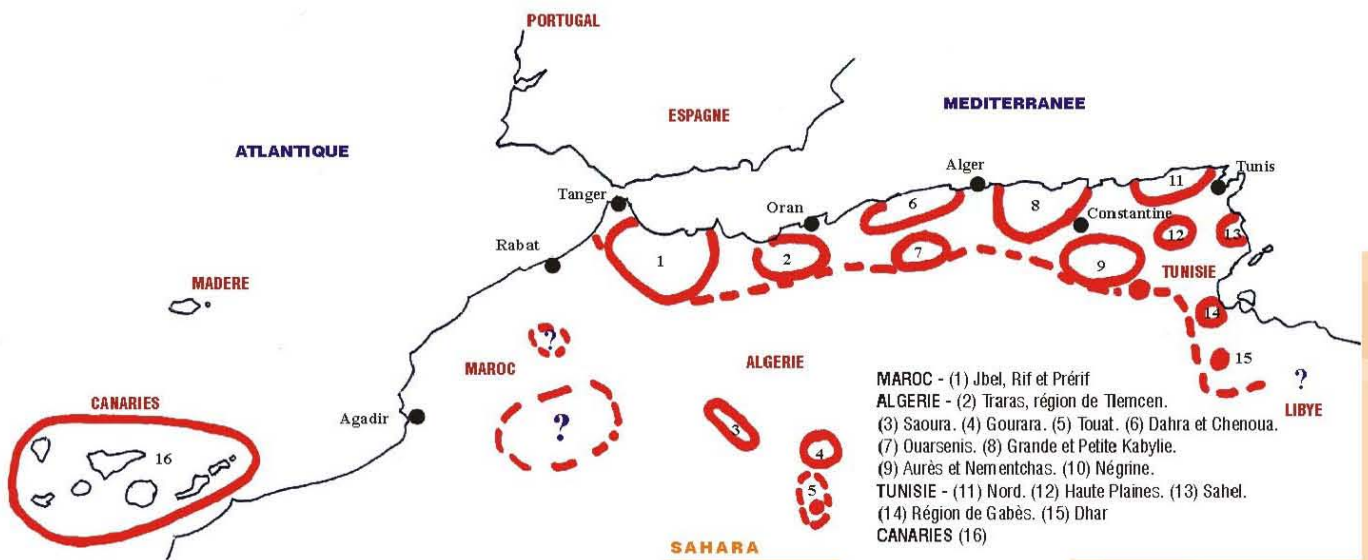 PORTUGAL
MEDITERRANEE
ESPAGNE
ATLANTIQUE
Alger
Tunis
11
Tanger
Oran
6
8
Constantine
12
13
Rabat
1
2
7
9
TUNISIE
MADERE
14
?
MAROC
ALGERIE
15
?
LIBYE
CANARIES
Agadir
?
3
4
16
5
SAHARA
MAROC - (1) Jbel, Rif et Prérif
ALGERIE - (2) Traras, région de Tlemcen.
(3) Saoura. (4) Gourara. (5) Touat. (6) Dahra et Chenoua.
(7) Ouarsenis. (8) Grande et Petite Kabylie.
(9) Aurès et Nementchas. (10) Négrine.
TUNISIE - (11) Nord. (12) Haute Plaines. (13) Sahel.
(14) Région de Gabès. (15) Dhar
CANARIES (16)